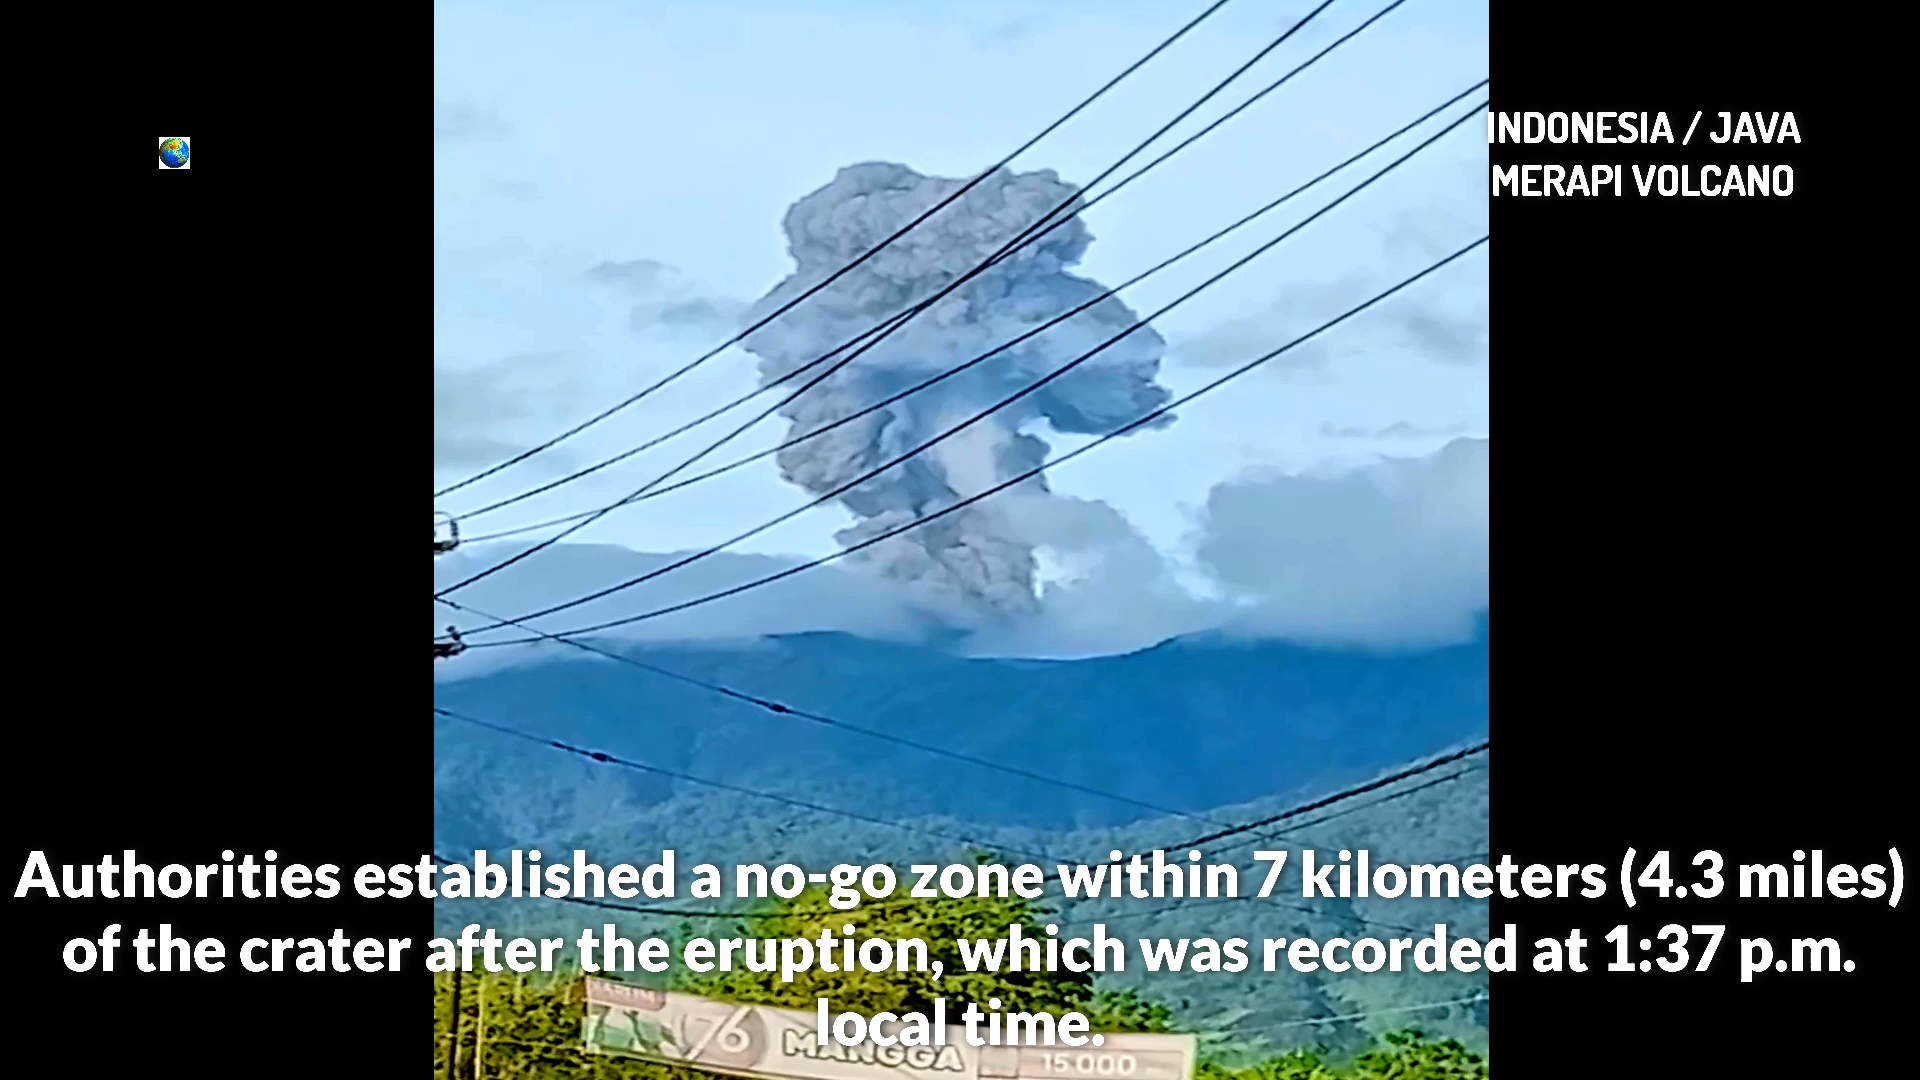 INDONESIA / JAVA
MERAPI VOLCANO
Authorities established a no-go zone within 7 kilometers (4.3 miles)
of the crater after the eruption, which was recorded at 1:37 p.m.
local time.
76 MANGGA 15.000